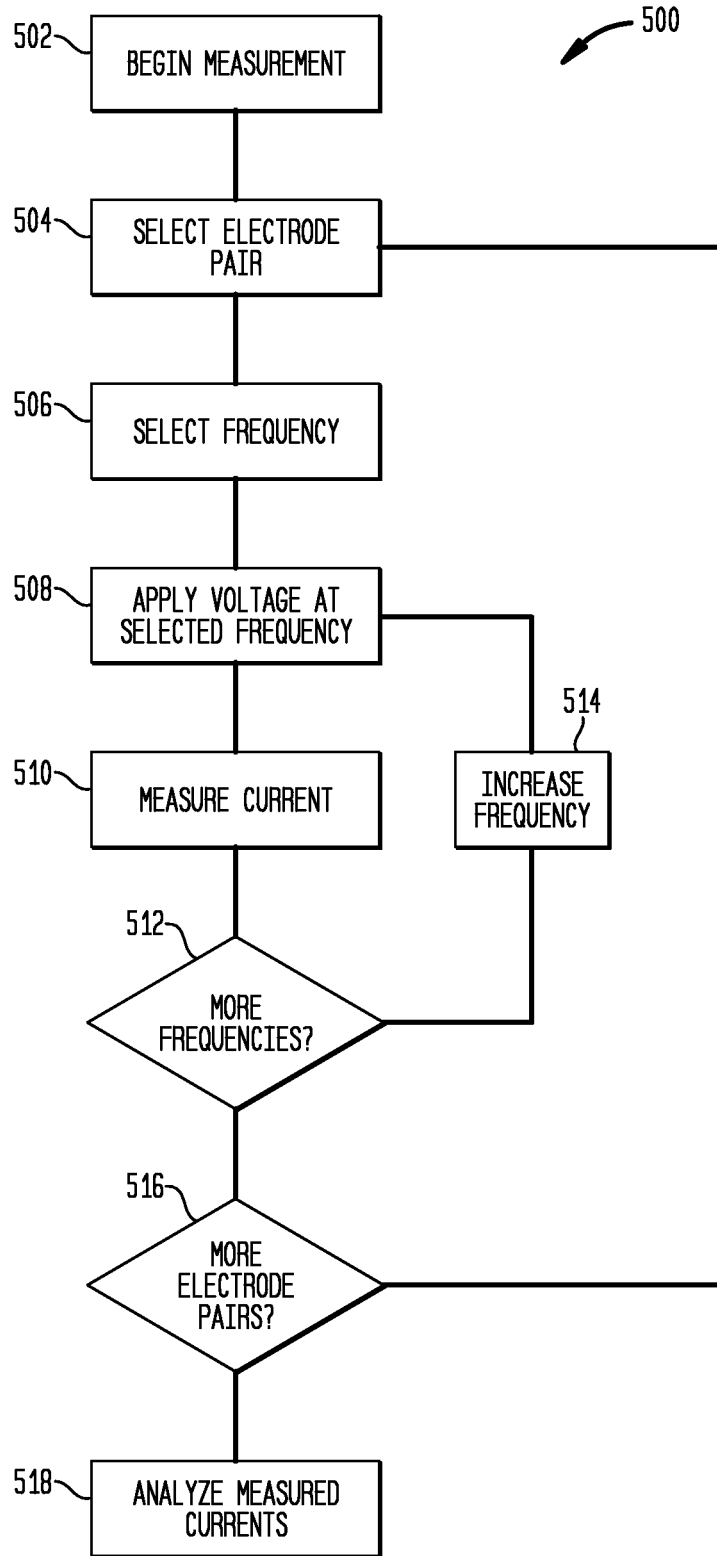 500
502
BEGIN MEASUREMENT
504
SELECT ELECTRODE
PAIR
506
SELECT FREQUENCY
508
APPLY VOLTAGE AT
SELECTED FREQUENCY
514
INCREASE
FREQUENCY
510
MEASURE CURRENT
512
MORE
FREQUENCIES?
516
MORE
ELECTRODE
PAIRS?
518
ANALYZE MEASURED
CURRENTS